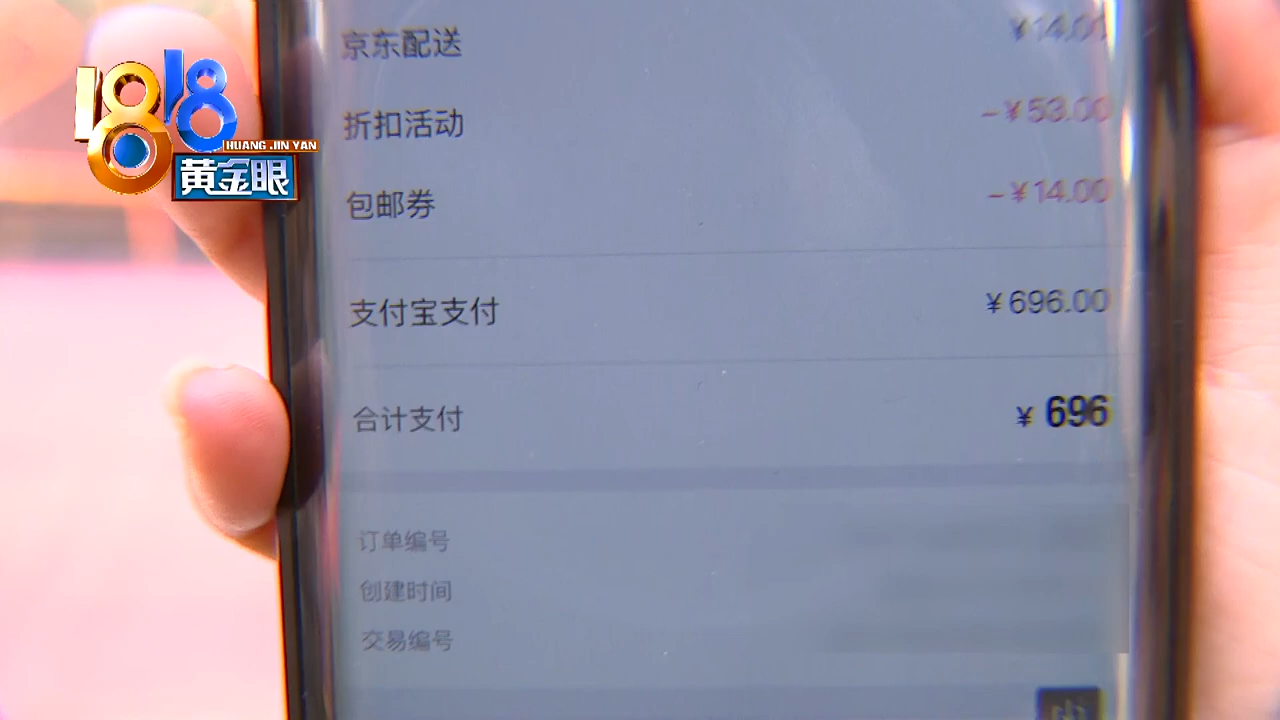 1818
HUANG JIN YAN
黄金眼
京东配送 ¥14.00
折扣活动 -¥53.00
包邮券 -¥14.00
支付宝支付 ¥696.00
合计支付 ¥696
订单编号
创建时间
交易编号